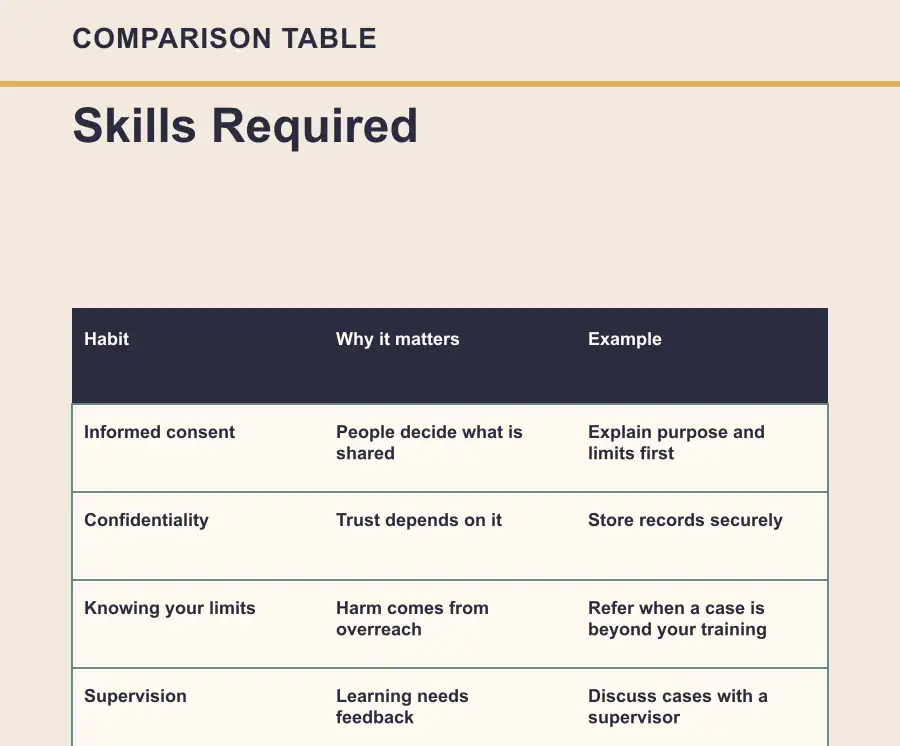 COMPARISON TABLE
Skills Required
Habit Why it matters Example
Informed consent People decide what is Explain purpose and
shared limits first
Confidentiality Trust depends on it Store records securely
Knowing your limits Harm comes from Refer when a case is
overreach beyond your training
Supervision Learning needs Discuss cases with a
feedback supervisor